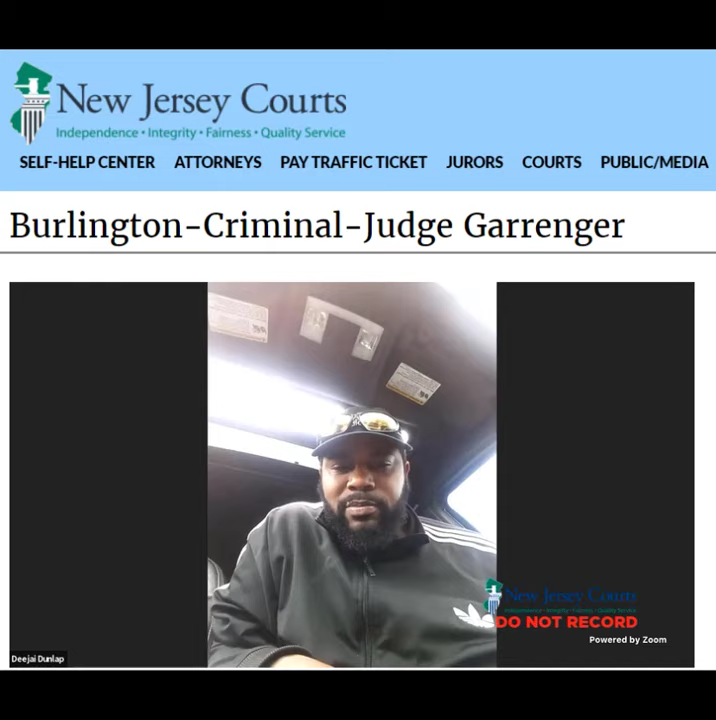 New Jersey Courts
Independence • Integrity • Fairness • Quality Service
SELF-HELP CENTER ATTORNEYS PAY TRAFFIC TICKET JURORS COURTS PUBLIC/MEDIA
Burlington-Criminal-Judge Garrenger
New Jersey Courts
Independence • Integrity • Fairness • Quality Service
DO NOT RECORD
Powered by Zoom
Deejai Dunlap